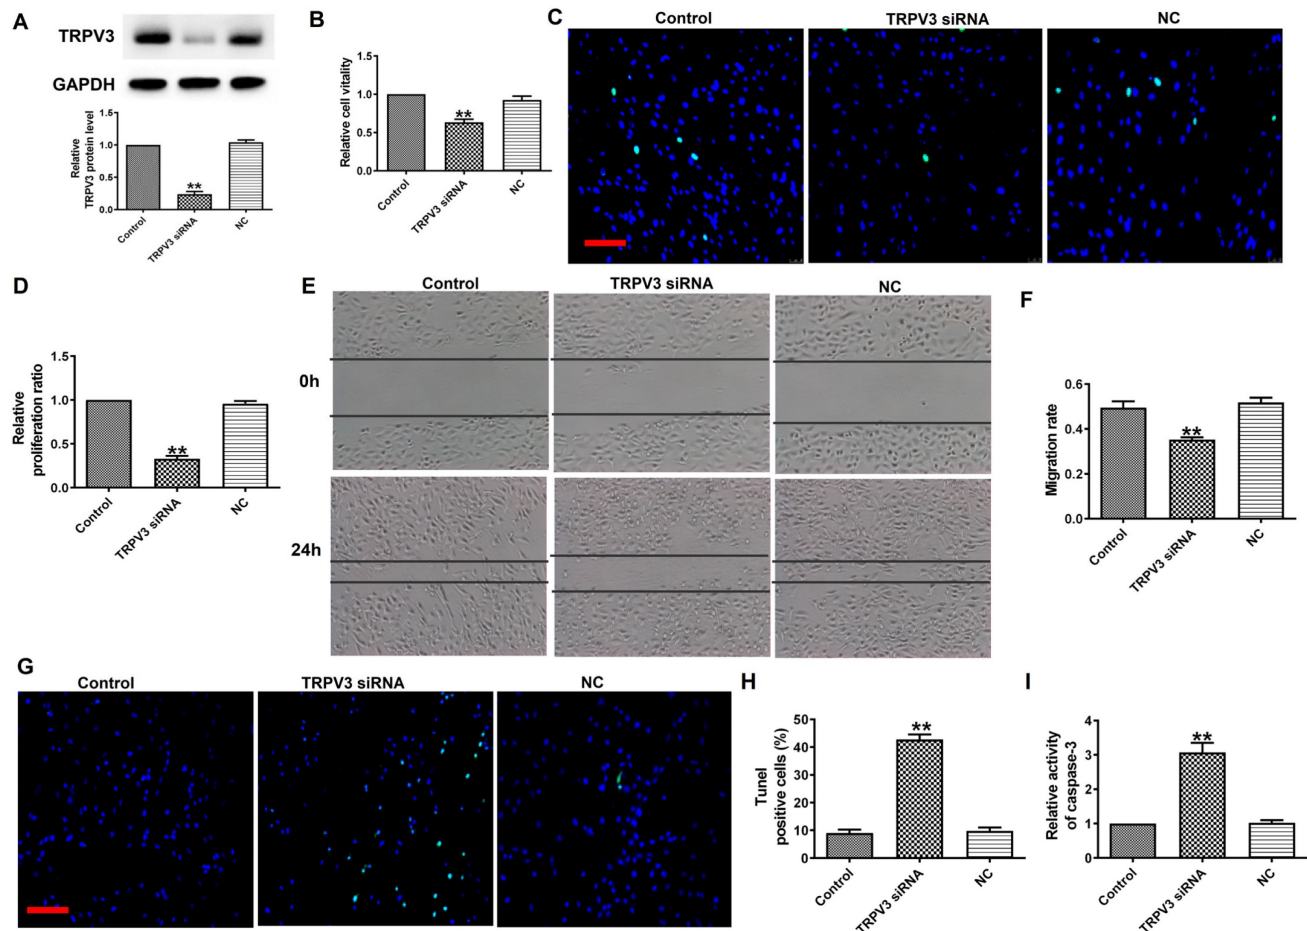 A
TRPV3
GAPDH
Relative
TRPV3 protein level
1.5
1.0
0.5
0.0
**
Control
TRPV3 siRNA
NC
B
Relative cell vitality
1.5
1.0
0.5
0.0
**
Control
TRPV3 siRNA
NC
C
Control
TRPV3 siRNA
NC
D
Relative
proliferation ratio
1.5
1.0
0.5
0.0
**
Control
TRPV3 siRNA
NC
E
Control
TRPV3 siRNA
NC
0h
24h
F
Migration rate
0.6
0.4
0.2
0.0
**
Control
TRPV3 siRNA
NC
G
Control
TRPV3 siRNA
NC
H
Tunel
positive cells (%)
50
40
30
20
10
0
**
Control
TRPV3 siRNA
NC
I
Relative activity
of caspase-3
4
3
2
1
0
**
Control
TRPV3 siRNA
NC